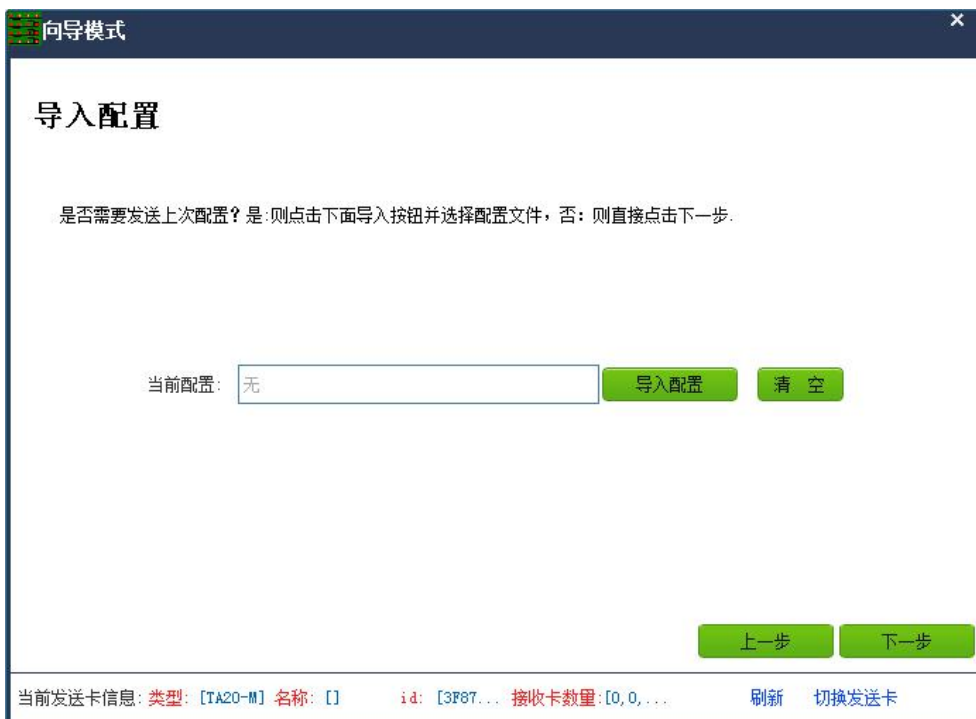 向导模式
导入配置
是否需要发送上次配置？是:则点击下面导入按钮并选择配置文件，否：则直接点击下一步.
当前配置: 无 导入配置 清 空
上一步 下一步
当前发送卡信息: 类型: [TA20-M] 名称: [] id: [3F87... 接收卡数量:[0,0,... 刷新 切换发送卡